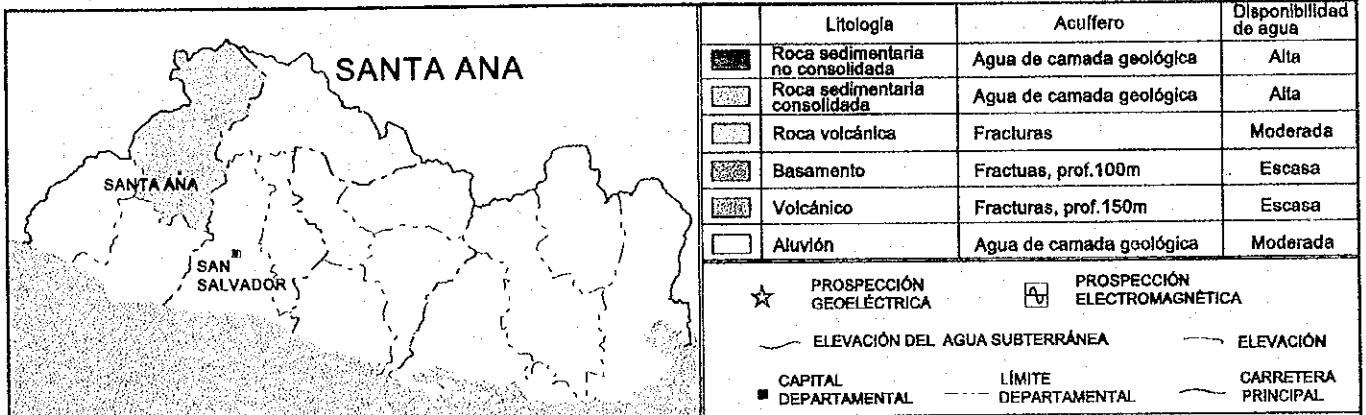 SANTA ANA
SANTA ANA
SAN
SALVADOR
Litología Acuífero Disponibilidad de agua
Roca sedimentaria no consolidada Agua de camada geológica Alta
Roca sedimentaria consolidada Agua de camada geológica Alta
Roca volcánica Fracturas Moderada
Basamento Fractuas, prof.100m Escasa
Volcánico Fracturas, prof.150m Escasa
Aluvión Agua de camada geológica Moderada
PROSPECCIÓN GEOELÉCTRICA
PROSPECCIÓN ELECTROMAGNÉTICA
ELEVACIÓN DEL AGUA SUBTERRÁNEA
ELEVACIÓN
CAPITAL DEPARTAMENTAL
LÍMITE DEPARTAMENTAL
CARRETERA PRINCIPAL